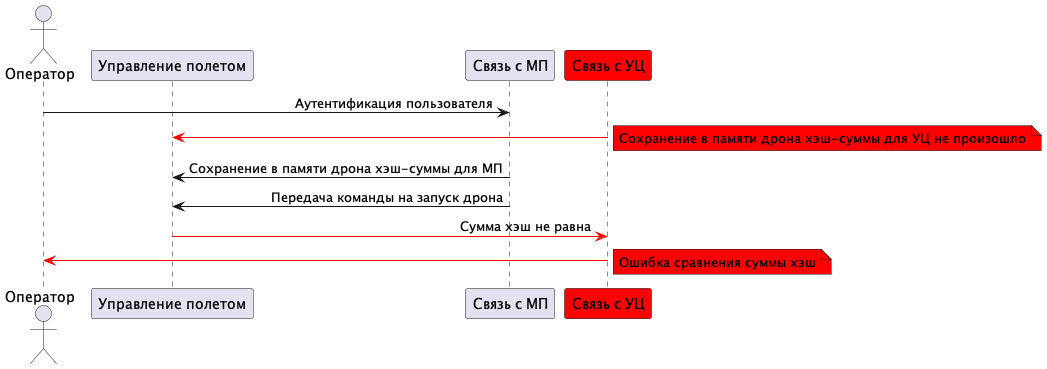 Оператор
Управление полетом
Связь с МП
Связь с УЦ
Аутентификация пользователя
Сохранение в памяти дрона хэш-суммы для УЦ не произошло
Сохранение в памяти дрона хэш-суммы для МП
Передача команды на запуск дрона
Сумма хэш не равна
Ошибка сравнения суммы хэш
Оператор
Управление полетом
Связь с МП
Связь с УЦ